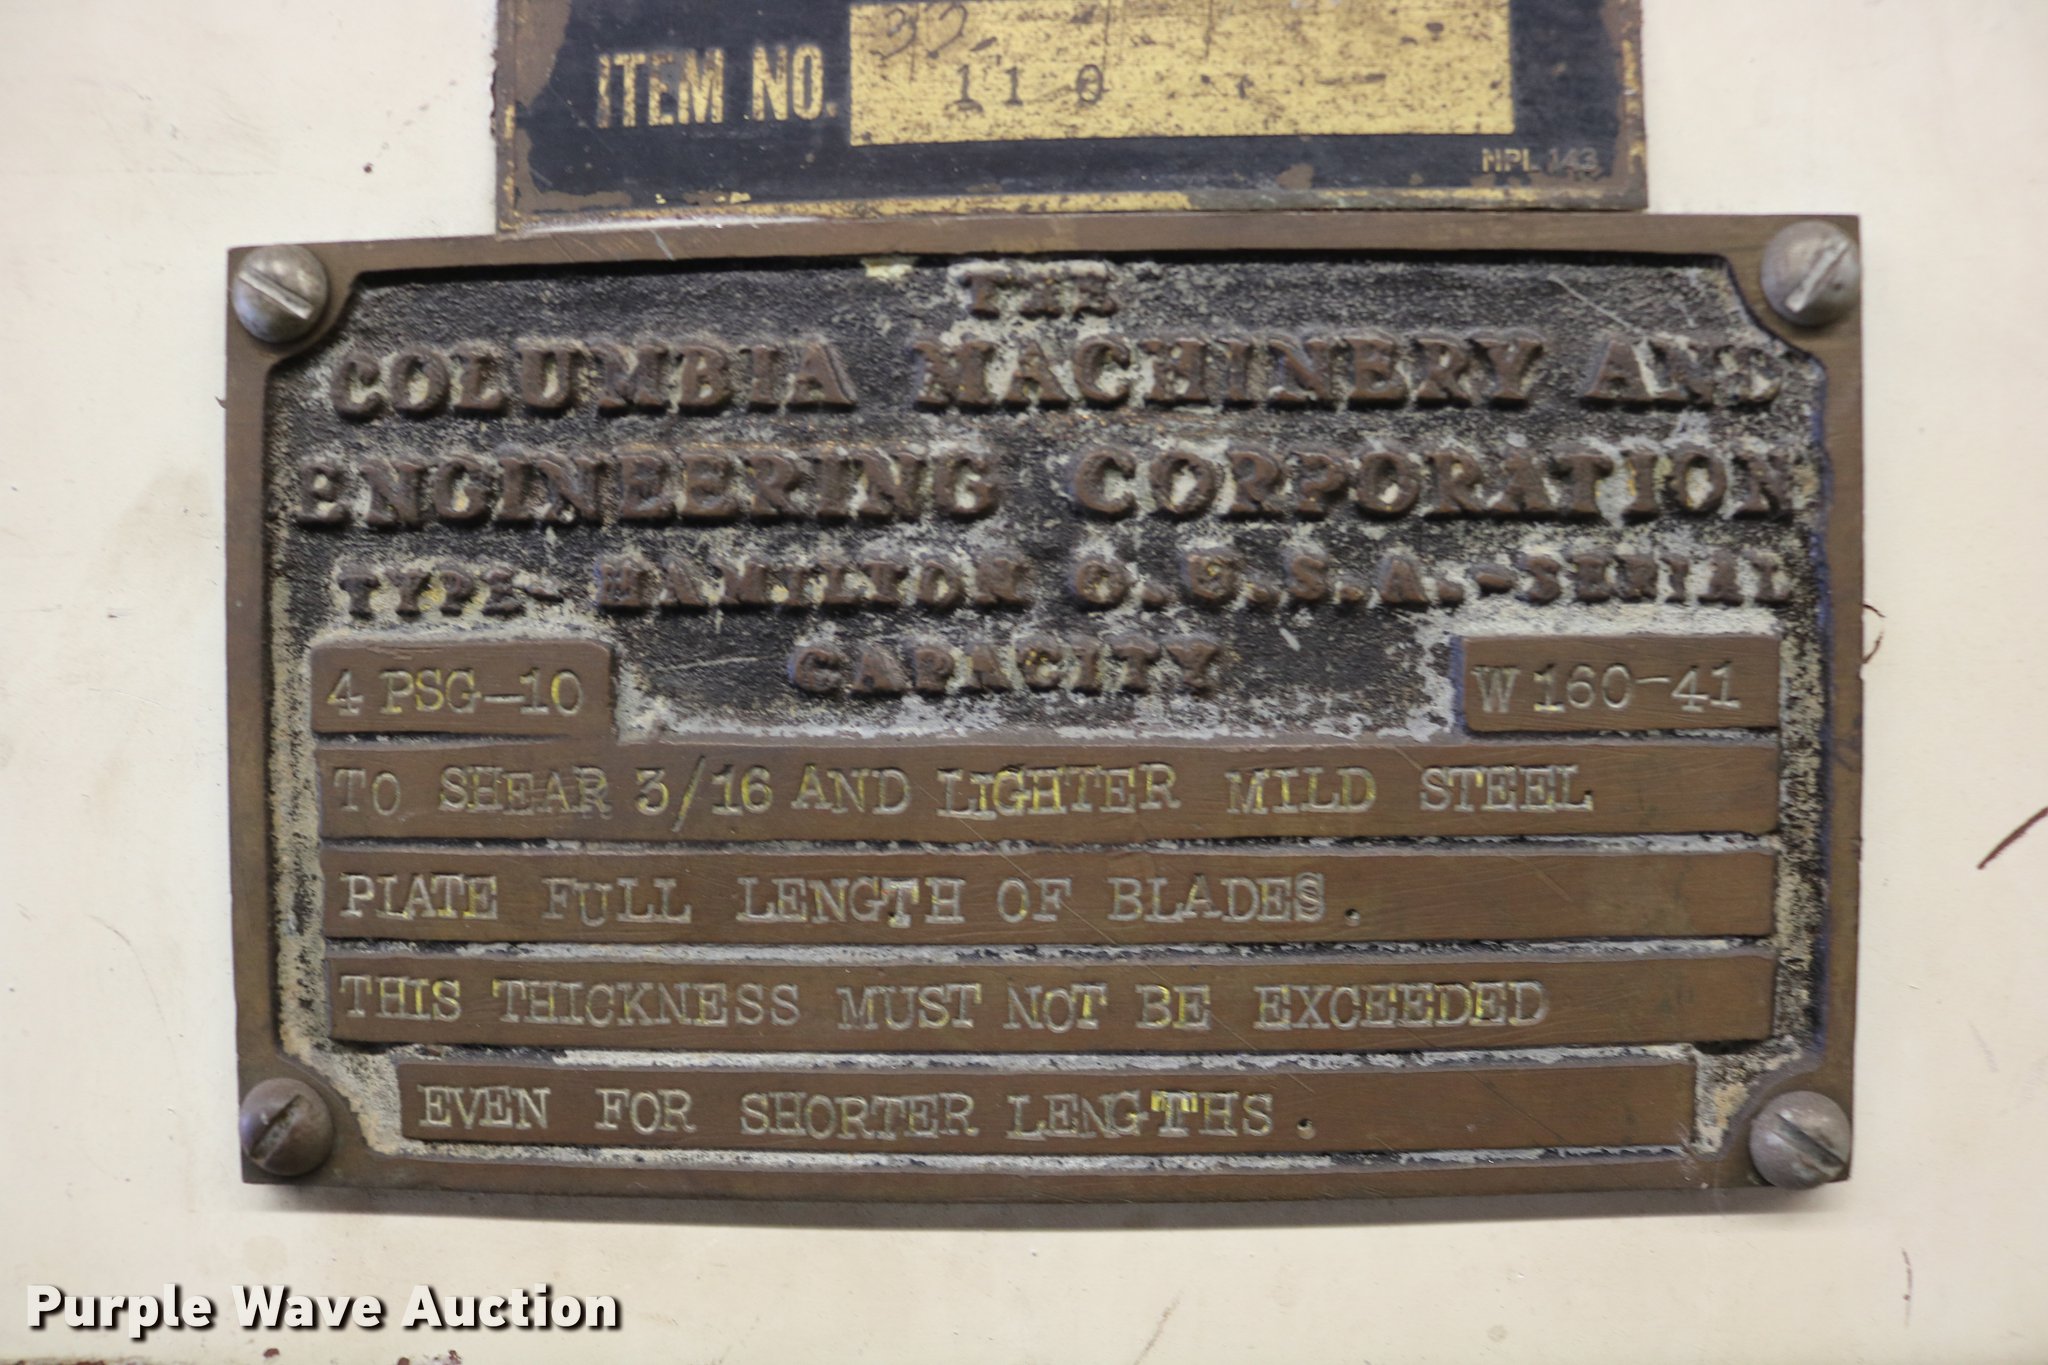 ITEM NO. 110
MPL 143
THE
COLUMBIA MACHINERY AND
ENGINEERING CORPORATION
TYPE- HAMILTON O.U.S.A.-SERIAL
CAPACITY
4 PSG-10
W160-41
TO SHEAR 3/16 AND LIGHTER MILD STEEL
PLATE FULL LENGTH OF BLADES.
THIS THICKNESS MUST NOT BE EXCEEDED
EVEN FOR SHORTER LENGTHS.
Purple Wave Auction